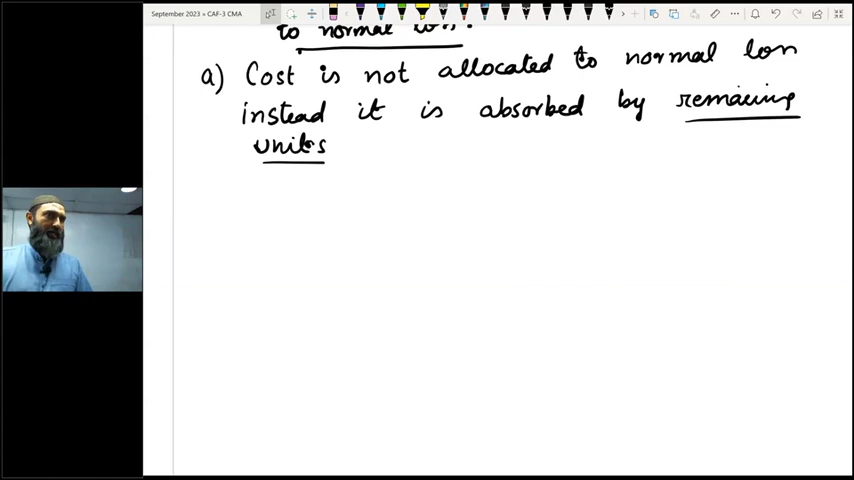 September 2023 » CAF-3 CMA
to normal loss.
a) Cost is not allocated to normal loss
instead it is absorbed by remaining
units